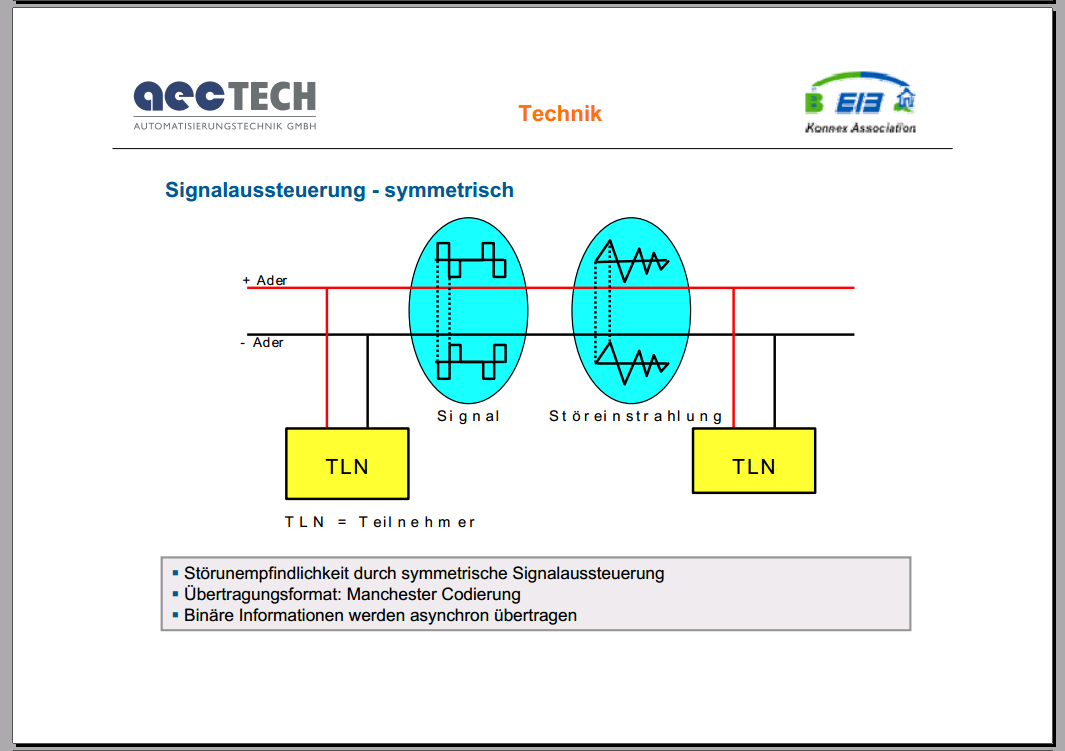 aecTECH
AUTOMATISIERUNGSTECHNIK GMBH
Technik
B EIB
Konnex Association
Signalaussteuerung - symmetrisch
+ Ader
- Ader
Signal
Störeinstrahlung
TLN
TLN
TLN = Teilnehmer
Störunempfindlichkeit durch symmetrische Signalaussteuerung
Übertragungsformat: Manchester Codierung
Binäre Informationen werden asynchron übertragen